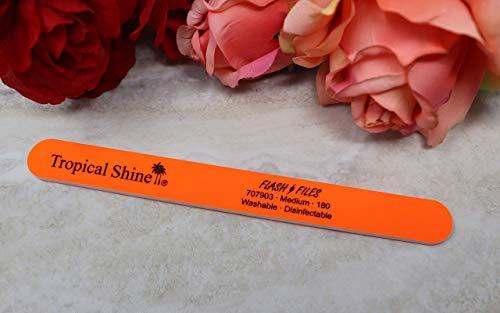 Tropical Shine®
FLASH & FILES
707903 · Medium · 180
Washable · Disinfectable